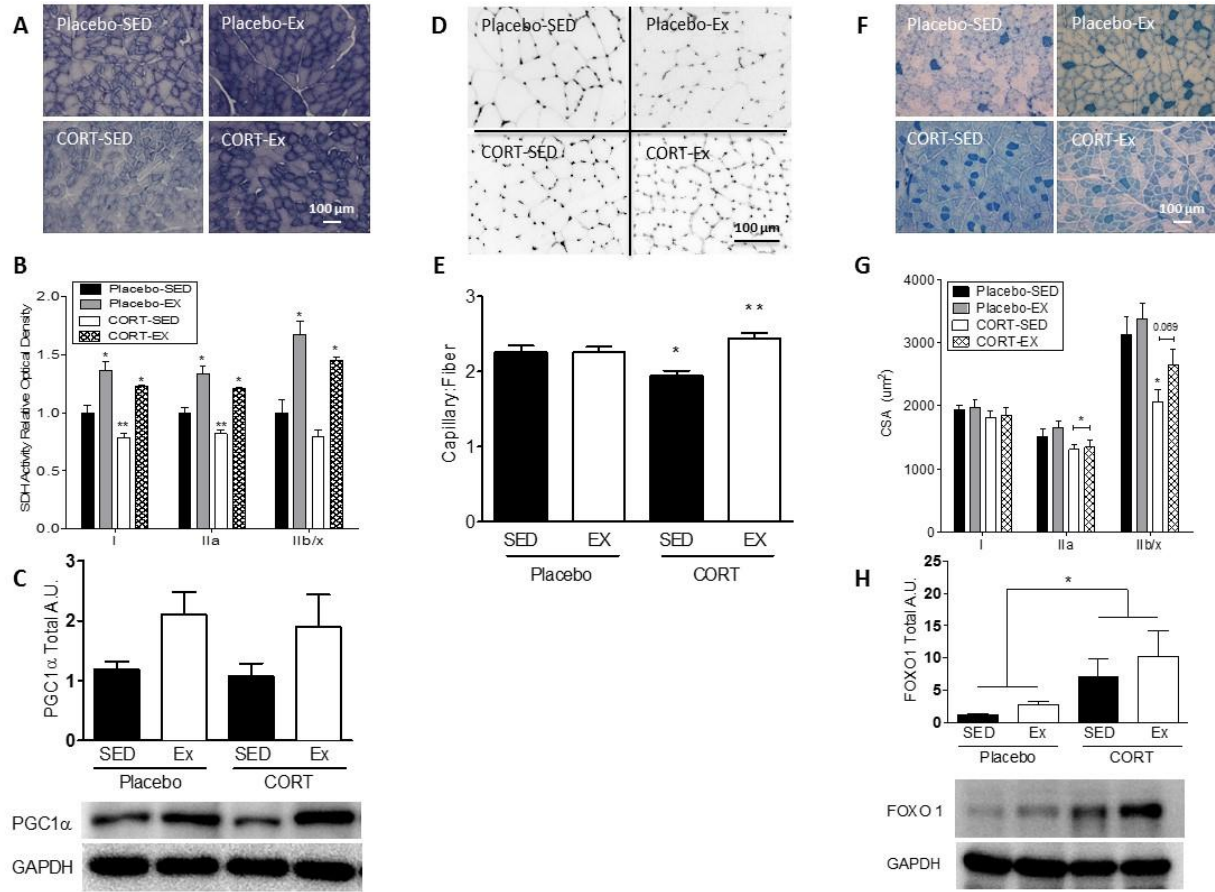 A
Placebo-SED
Placebo-Ex
CORT-SED
CORT-Ex
100 µm
B
SDH Activity Relative Optical Density
2.0
1.5
1.0
0.5
0.0
Placebo-SED
Placebo-EX
CORT-SED
CORT-EX
*
**
*
*
**
*
*
*
I
IIa
IIb/x
C
PGC1α Total A.U.
3
2
1
0
SED
Ex
SED
Ex
Placebo
CORT
PGC1α
GAPDH
D
Placebo-SED
Placebo-Ex
CORT-SED
CORT-Ex
100 µm
E
Capillary:Fiber
3
2
1
0
*
**
SED
EX
SED
EX
Placebo
CORT
F
Placebo-SED
Placebo-Ex
CORT-SED
CORT-Ex
100 µm
G
CSA (um²)
4000
3000
2000
1000
0
Placebo-SED
Placebo-EX
CORT-SED
CORT-EX
*
*
0.069
I
IIa
IIb/x
H
FOXO1 Total A.U.
25
20
15
10
5
0
*
SED
Ex
SED
Ex
Placebo
CORT
FOXO 1
GAPDH